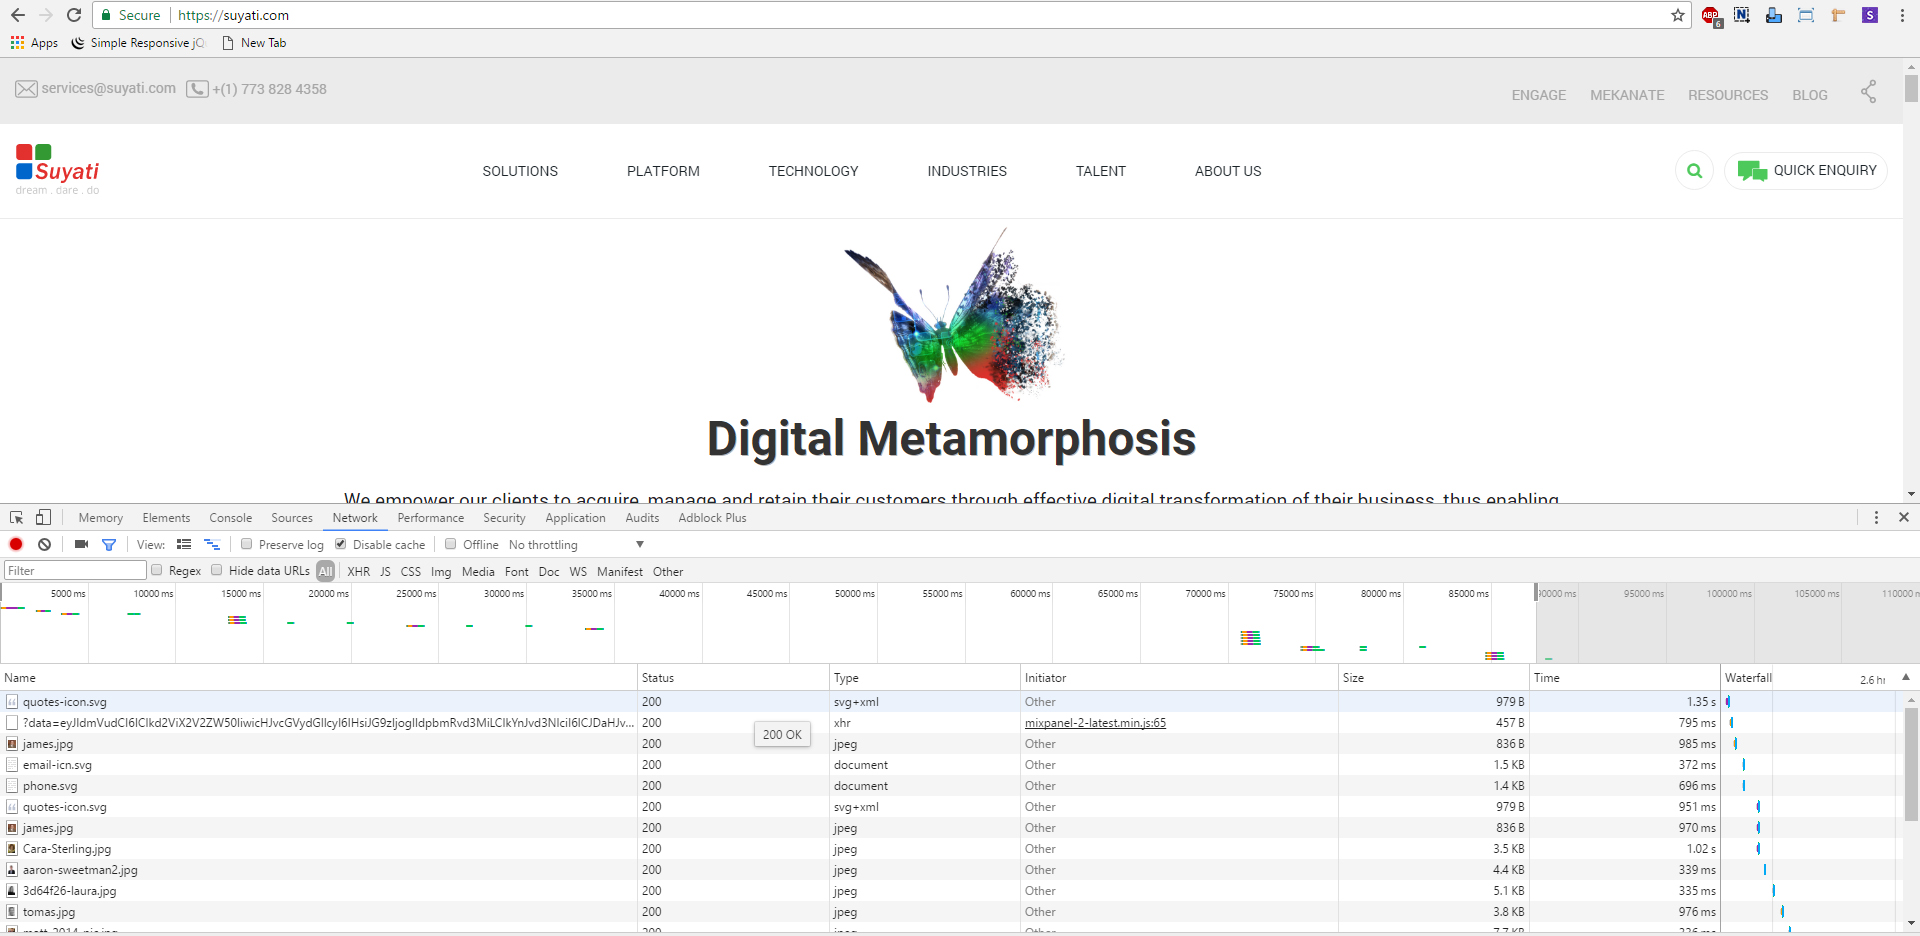 Secure https://suyati.com
ABP 6 N S
Apps Simple Responsive jQ New Tab
services@suyati.com +(1) 773 828 4358
ENGAGE MEKANATE RESOURCES BLOG
Suyati
dream . dare . do
SOLUTIONS PLATFORM TECHNOLOGY INDUSTRIES TALENT ABOUT US QUICK ENQUIRY
Digital Metamorphosis
We empower our clients to acquire, manage and retain their customers through effective digital transformation of their business, thus enabling
Memory Elements Console Sources Network Performance Security Application Audits Adblock Plus
View: Preserve log Disable cache Offline No throttling
Filter Regex Hide data URLs All XHR JS CSS Img Media Font Doc WS Manifest Other
5000 ms 10000 ms 15000 ms 20000 ms 25000 ms 30000 ms 35000 ms 40000 ms 45000 ms 50000 ms 55000 ms 60000 ms 65000 ms 70000 ms 75000 ms 80000 ms 85000 ms 90000 ms 95000 ms 100000 ms 105000 ms 110000 m
Name Status Type Initiator Size Time Waterfall 2.6 hr
quotes-icon.svg 200 svg+xml Other 979 B 1.35 s
200 xhr mixpanel-2-latest.min.js:65 457 B 795 ms
200 OK
james.jpg 200 jpeg Other 836 B 985 ms
email-icn.svg 200 document Other 1.5 KB 372 ms
phone.svg 200 document Other 1.4 KB 696 ms
quotes-icon.svg 200 svg+xml Other 979 B 951 ms
james.jpg 200 jpeg Other 836 B 970 ms
Cara-Sterling.jpg 200 jpeg Other 3.5 KB 1.02 s
aaron-sweetman2.jpg 200 jpeg Other 4.4 KB 339 ms
3d64f26-laura.jpg 200 jpeg Other 5.1 KB 335 ms
tomas.jpg 200 jpeg Other 3.8 KB 976 ms